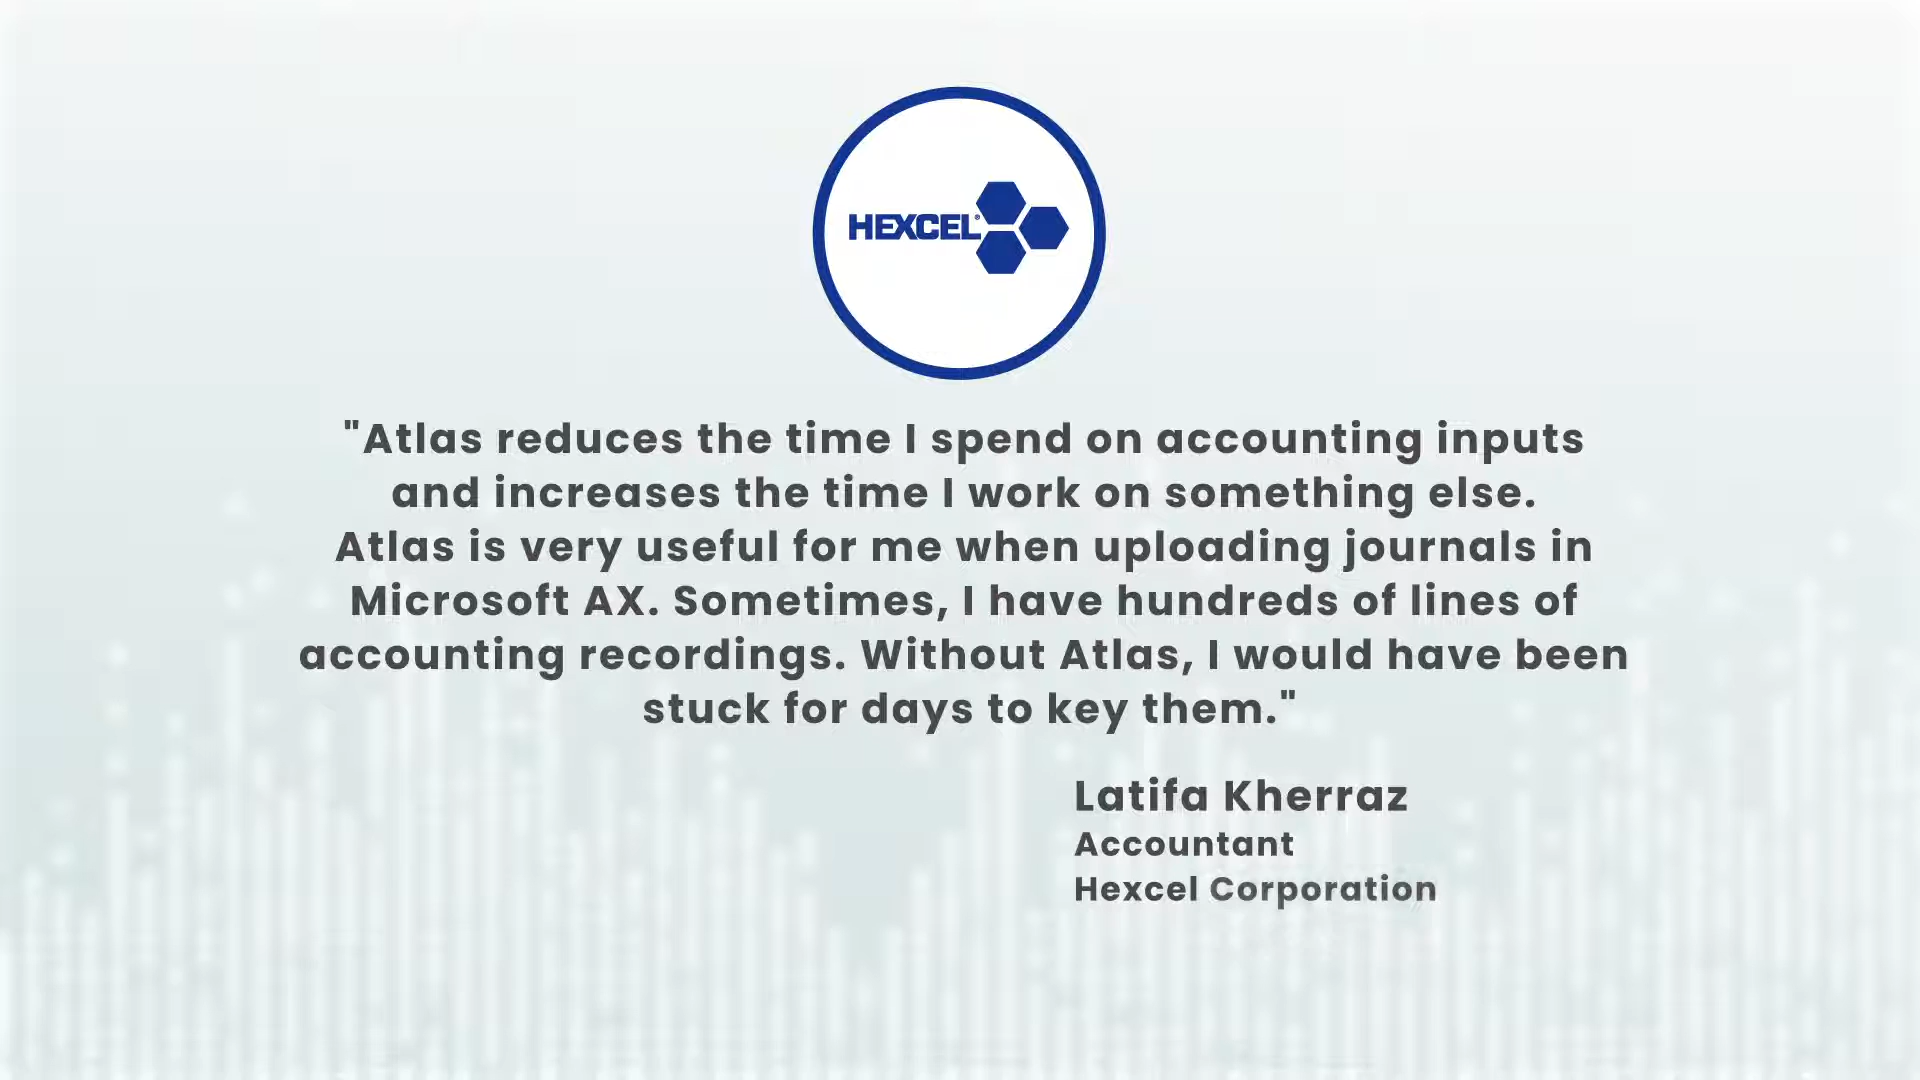 HEXCEL®
"Atlas reduces the time I spend on accounting inputs
and increases the time I work on something else.
Atlas is very useful for me when uploading journals in
Microsoft AX. Sometimes, I have hundreds of lines of
accounting recordings. Without Atlas, I would have been
stuck for days to key them."
Latifa Kherraz
Accountant
Hexcel Corporation